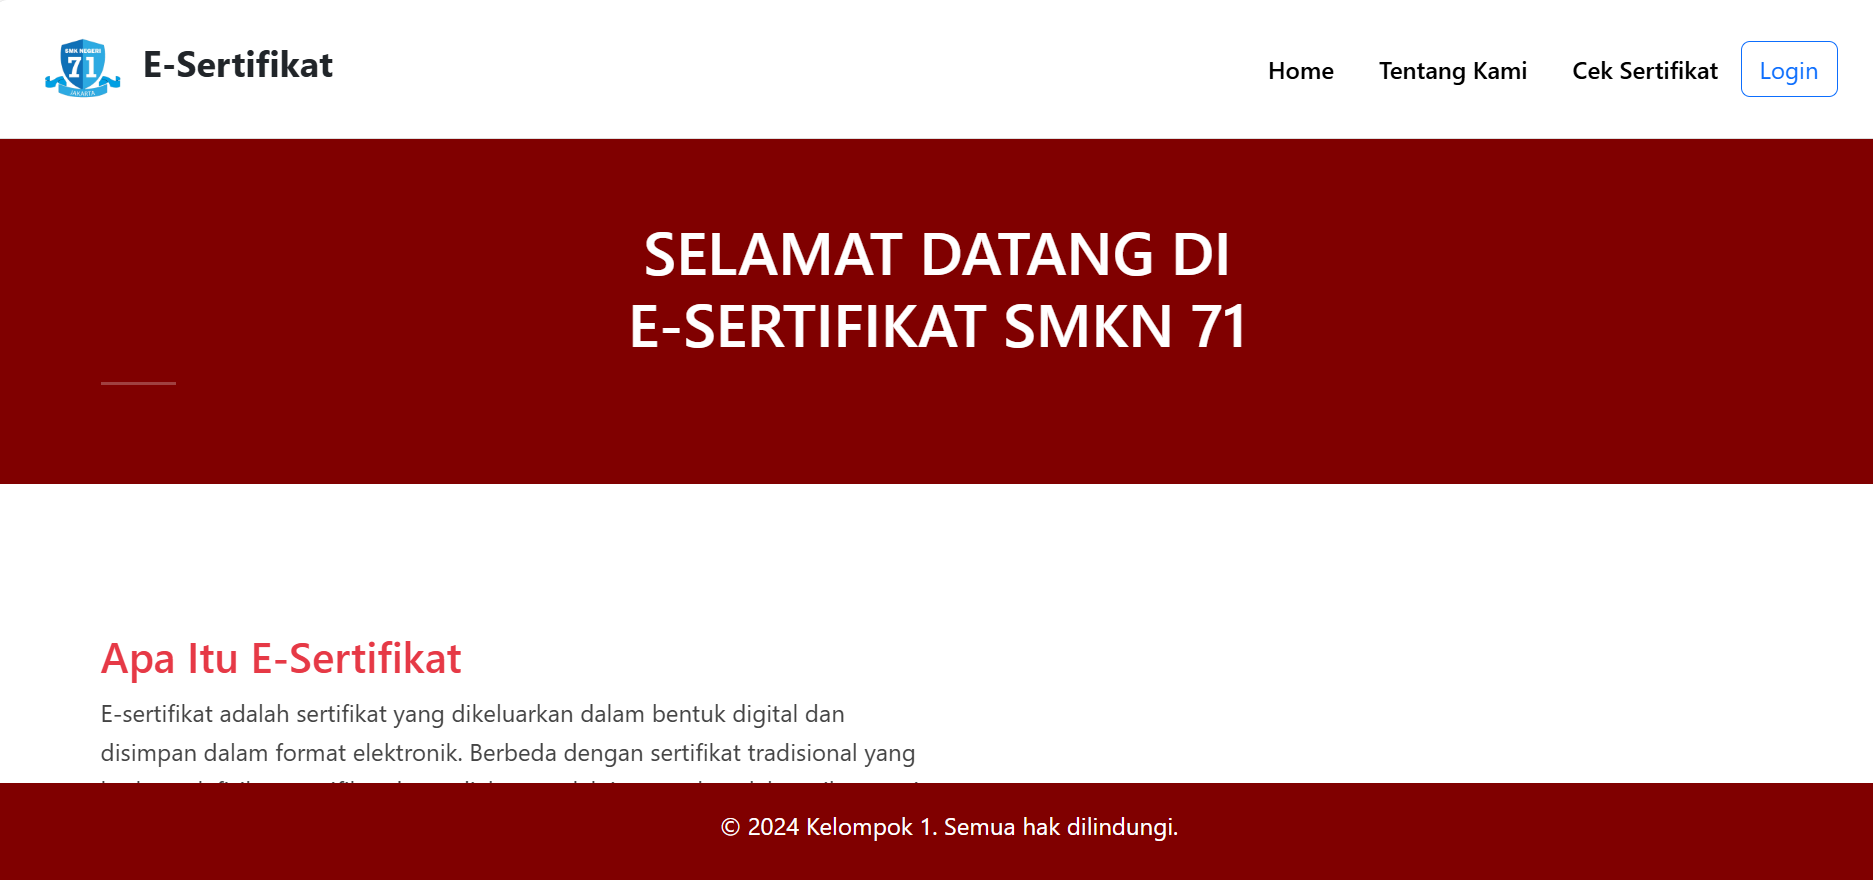 SMK NEGERI
71
JAKARTA
E-Sertifikat
Home
Tentang Kami
Cek Sertifikat
Login
SELAMAT DATANG DI
E-SERTIFIKAT SMKN 71
Apa Itu E-Sertifikat
E-sertifikat adalah sertifikat yang dikeluarkan dalam bentuk digital dan
disimpan dalam format elektronik. Berbeda dengan sertifikat tradisional yang
© 2024 Kelompok 1. Semua hak dilindungi.